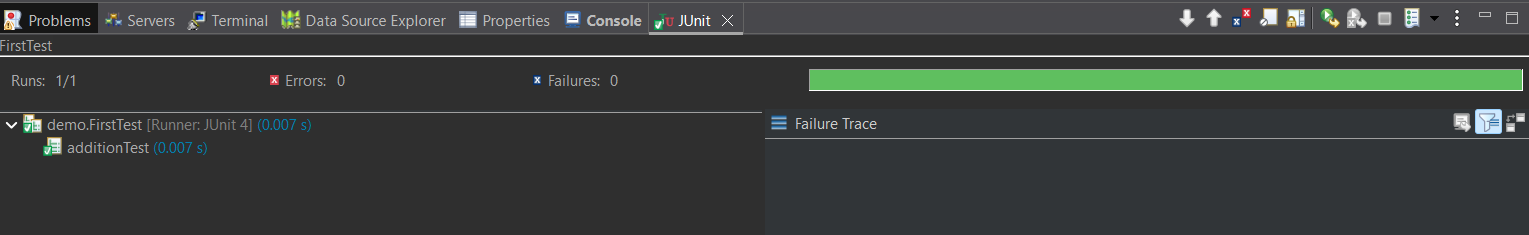 Problems Servers Terminal Data Source Explorer Properties Console JUnit
FirstTest
Runs: 1/1 Errors: 0 Failures: 0
demo.FirstTest [Runner: JUnit 4] (0.007 s) Failure Trace
additionTest (0.007 s)